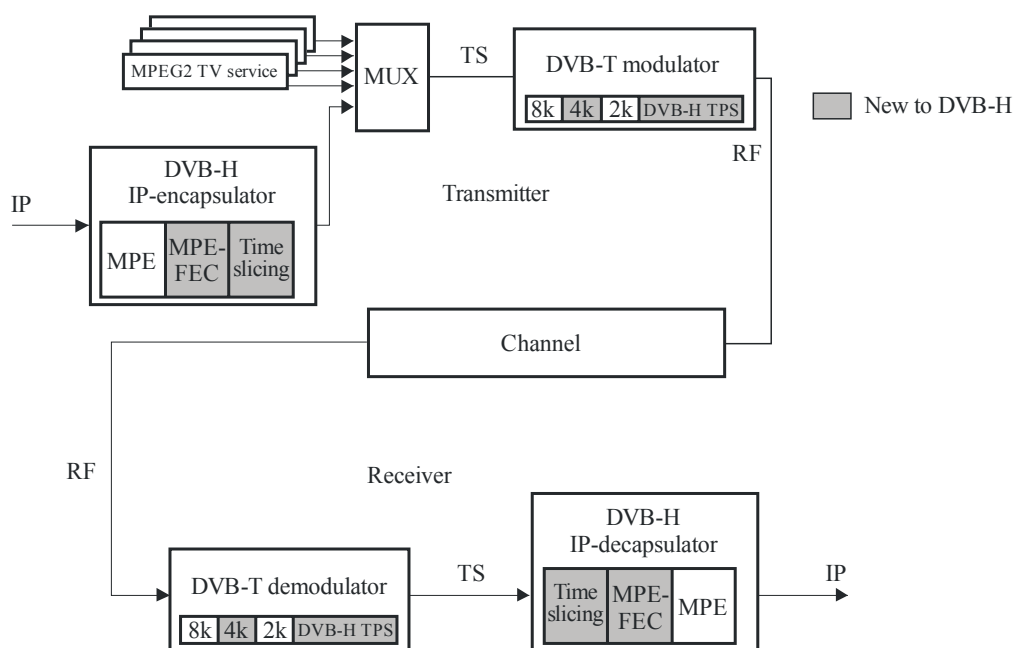 MPEG2 TV service
MUX
TS
DVB-T modulator
8k 4k 2k DVB-H TPS
New to DVB-H
RF
DVB-H
IP-encapsulator
IP
MPE
MPE-
FEC
Time
slicing
Transmitter
Channel
RF
Receiver
DVB-T demodulator
8k 4k 2k DVB-H TPS
TS
DVB-H
IP-decapsulator
Time
slicing
MPE-
FEC
MPE
IP